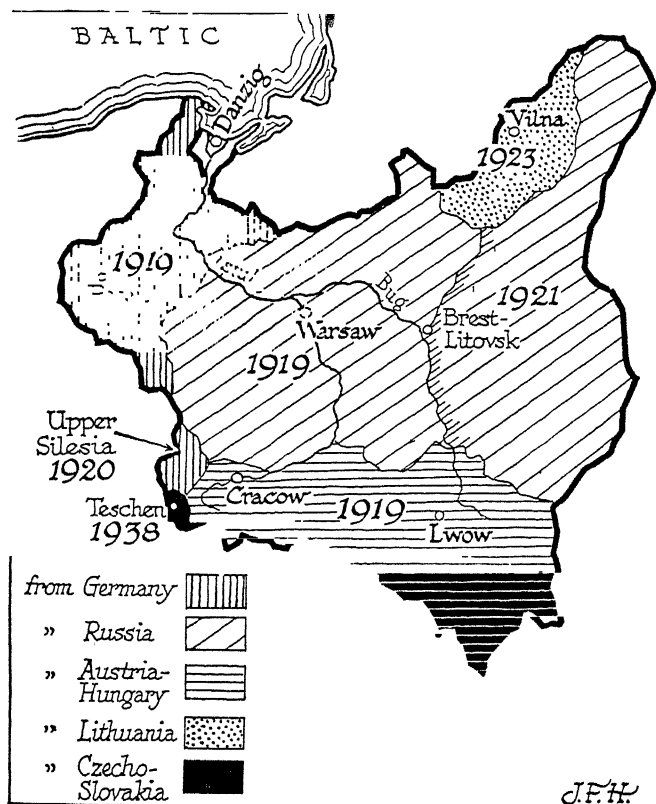 BALTIC
Danzig
Vilna
1923
1919
Bug
1921
Brest-
Litovsk
Warsaw
1919
Upper
Silesia
1920
Cracow
Teschen
1938
1919
Lwow
from Germany
" Russia
" Austria-
Hungary
" Lithuania
" Czecho-
Slovakia
J.F.H.